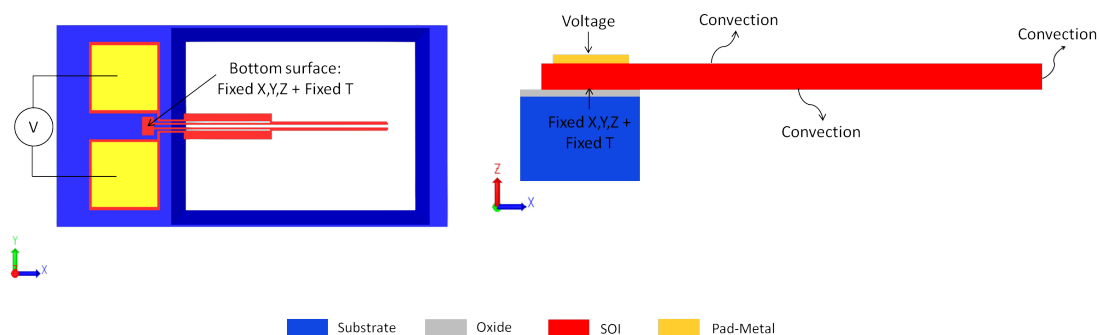 Bottom surface:
Fixed X,Y,Z + Fixed T
V
Y
X
Voltage
Convection
Convection
Convection
Fixed X,Y,Z +
Fixed T
Z
X
Substrate
Oxide
SOI
Pad-Metal